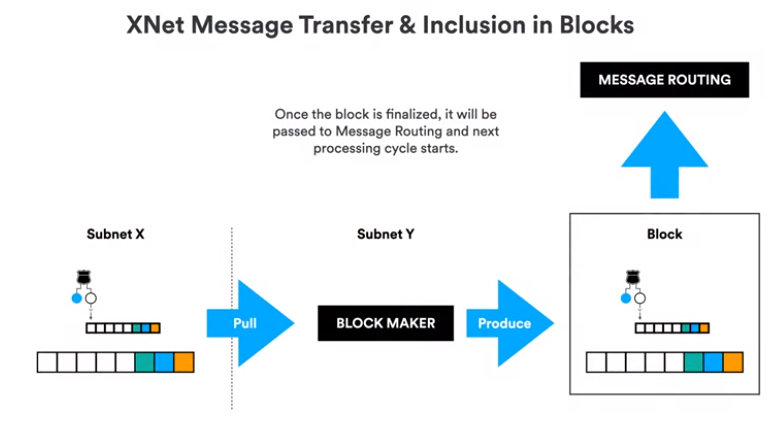 XNet Message Transfer & Inclusion in Blocks
MESSAGE ROUTING
Once the block is finalized, it will be
passed to Message Routing and next
processing cycle starts.
Subnet X
Subnet Y
Block
Pull
BLOCK MAKER
Produce